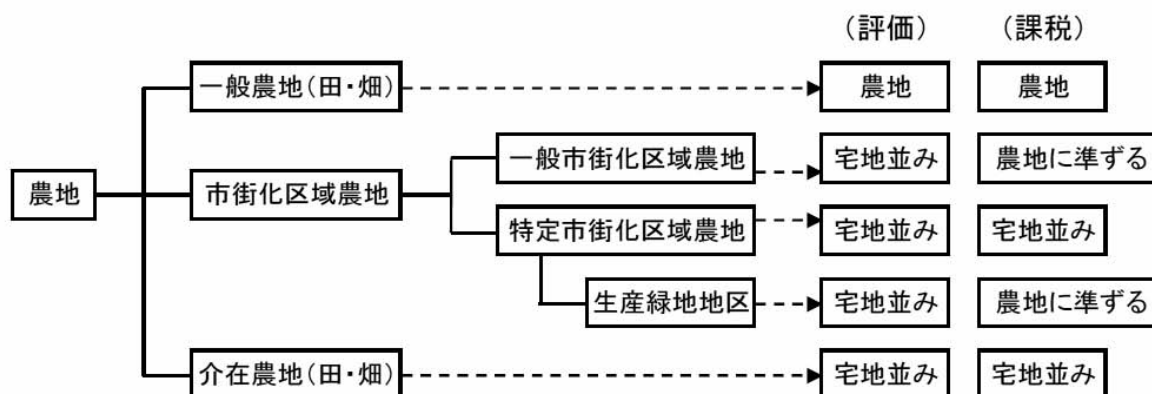 (評価) (課税)
一般農地(田・畑) 農地 農地
一般市街化区域農地 宅地並み 農地に準ずる
農地 市街化区域農地
特定市街化区域農地 宅地並み 宅地並み
生産緑地地区 宅地並み 農地に準ずる
介在農地(田・畑) 宅地並み 宅地並み